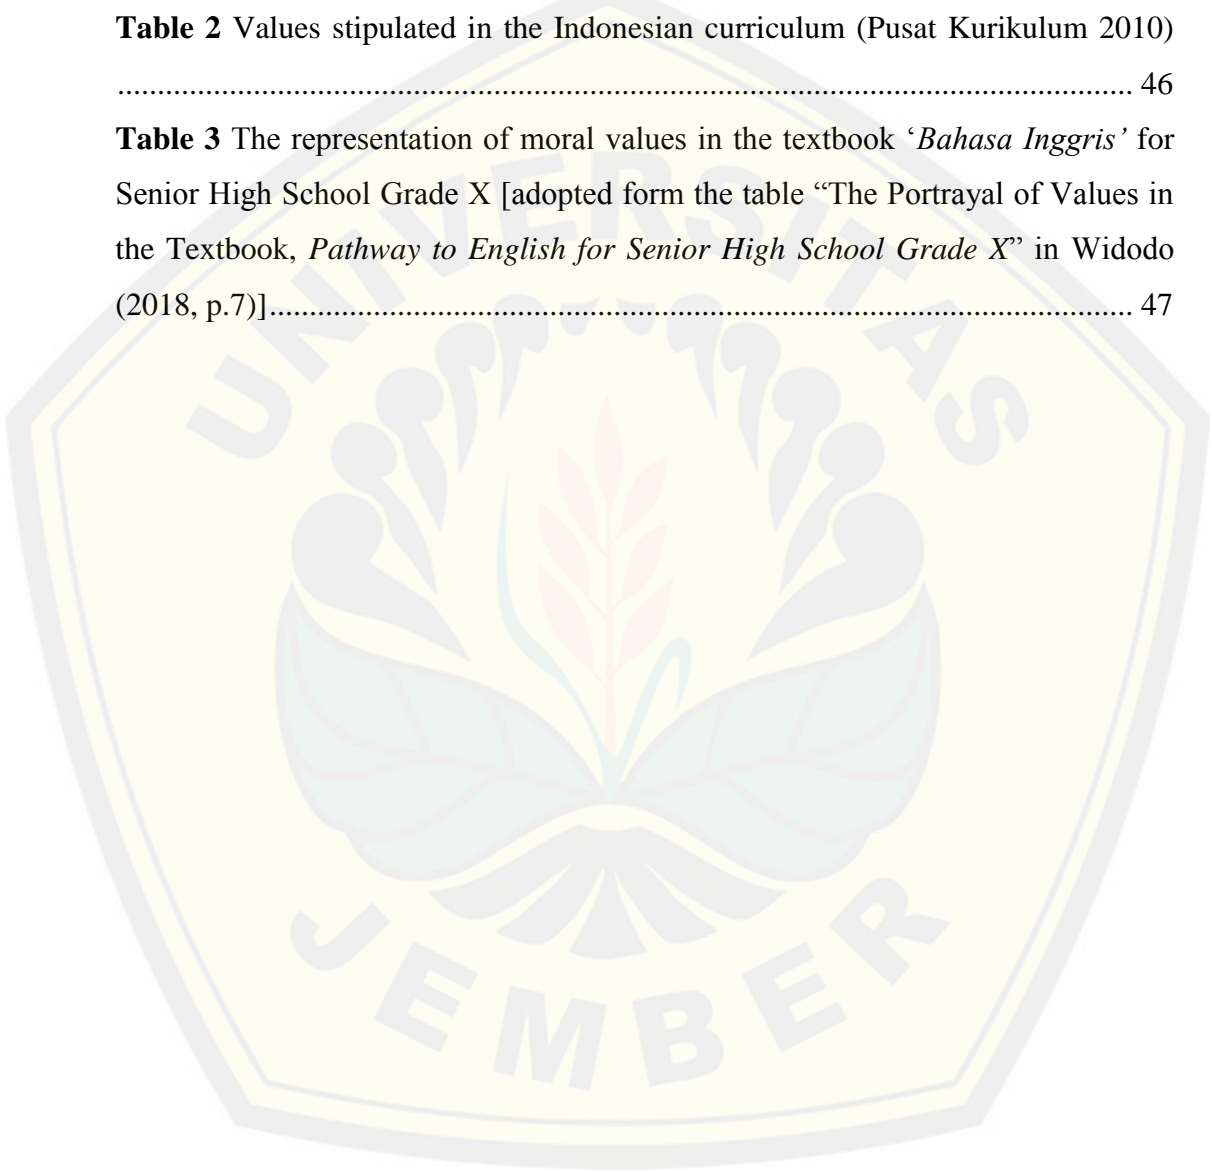 Table 2 Values stipulated in the Indonesian curriculum (Pusat Kurikulum 2010)
............................................................................................................................... 46
Table 3 The representation of moral values in the textbook ‘Bahasa Inggris’ for
Senior High School Grade X [adopted form the table “The Portrayal of Values in
the Textbook, Pathway to English for Senior High School Grade X” in Widodo
(2018, p.7)]............................................................................................................ 47
UNIVERSITAS
JEMBER